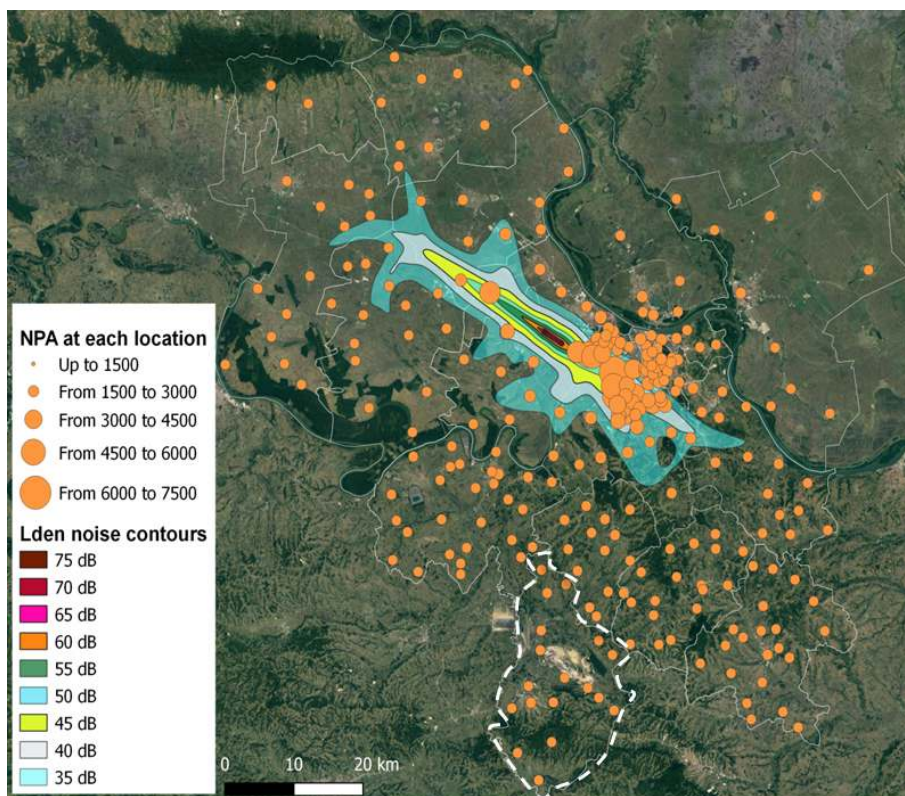 NPA at each location
Up to 1500
From 1500 to 3000
From 3000 to 4500
From 4500 to 6000
From 6000 to 7500
Lden noise contours
75 dB
70 dB
65 dB
60 dB
55 dB
50 dB
45 dB
40 dB
35 dB
0 10 20 km